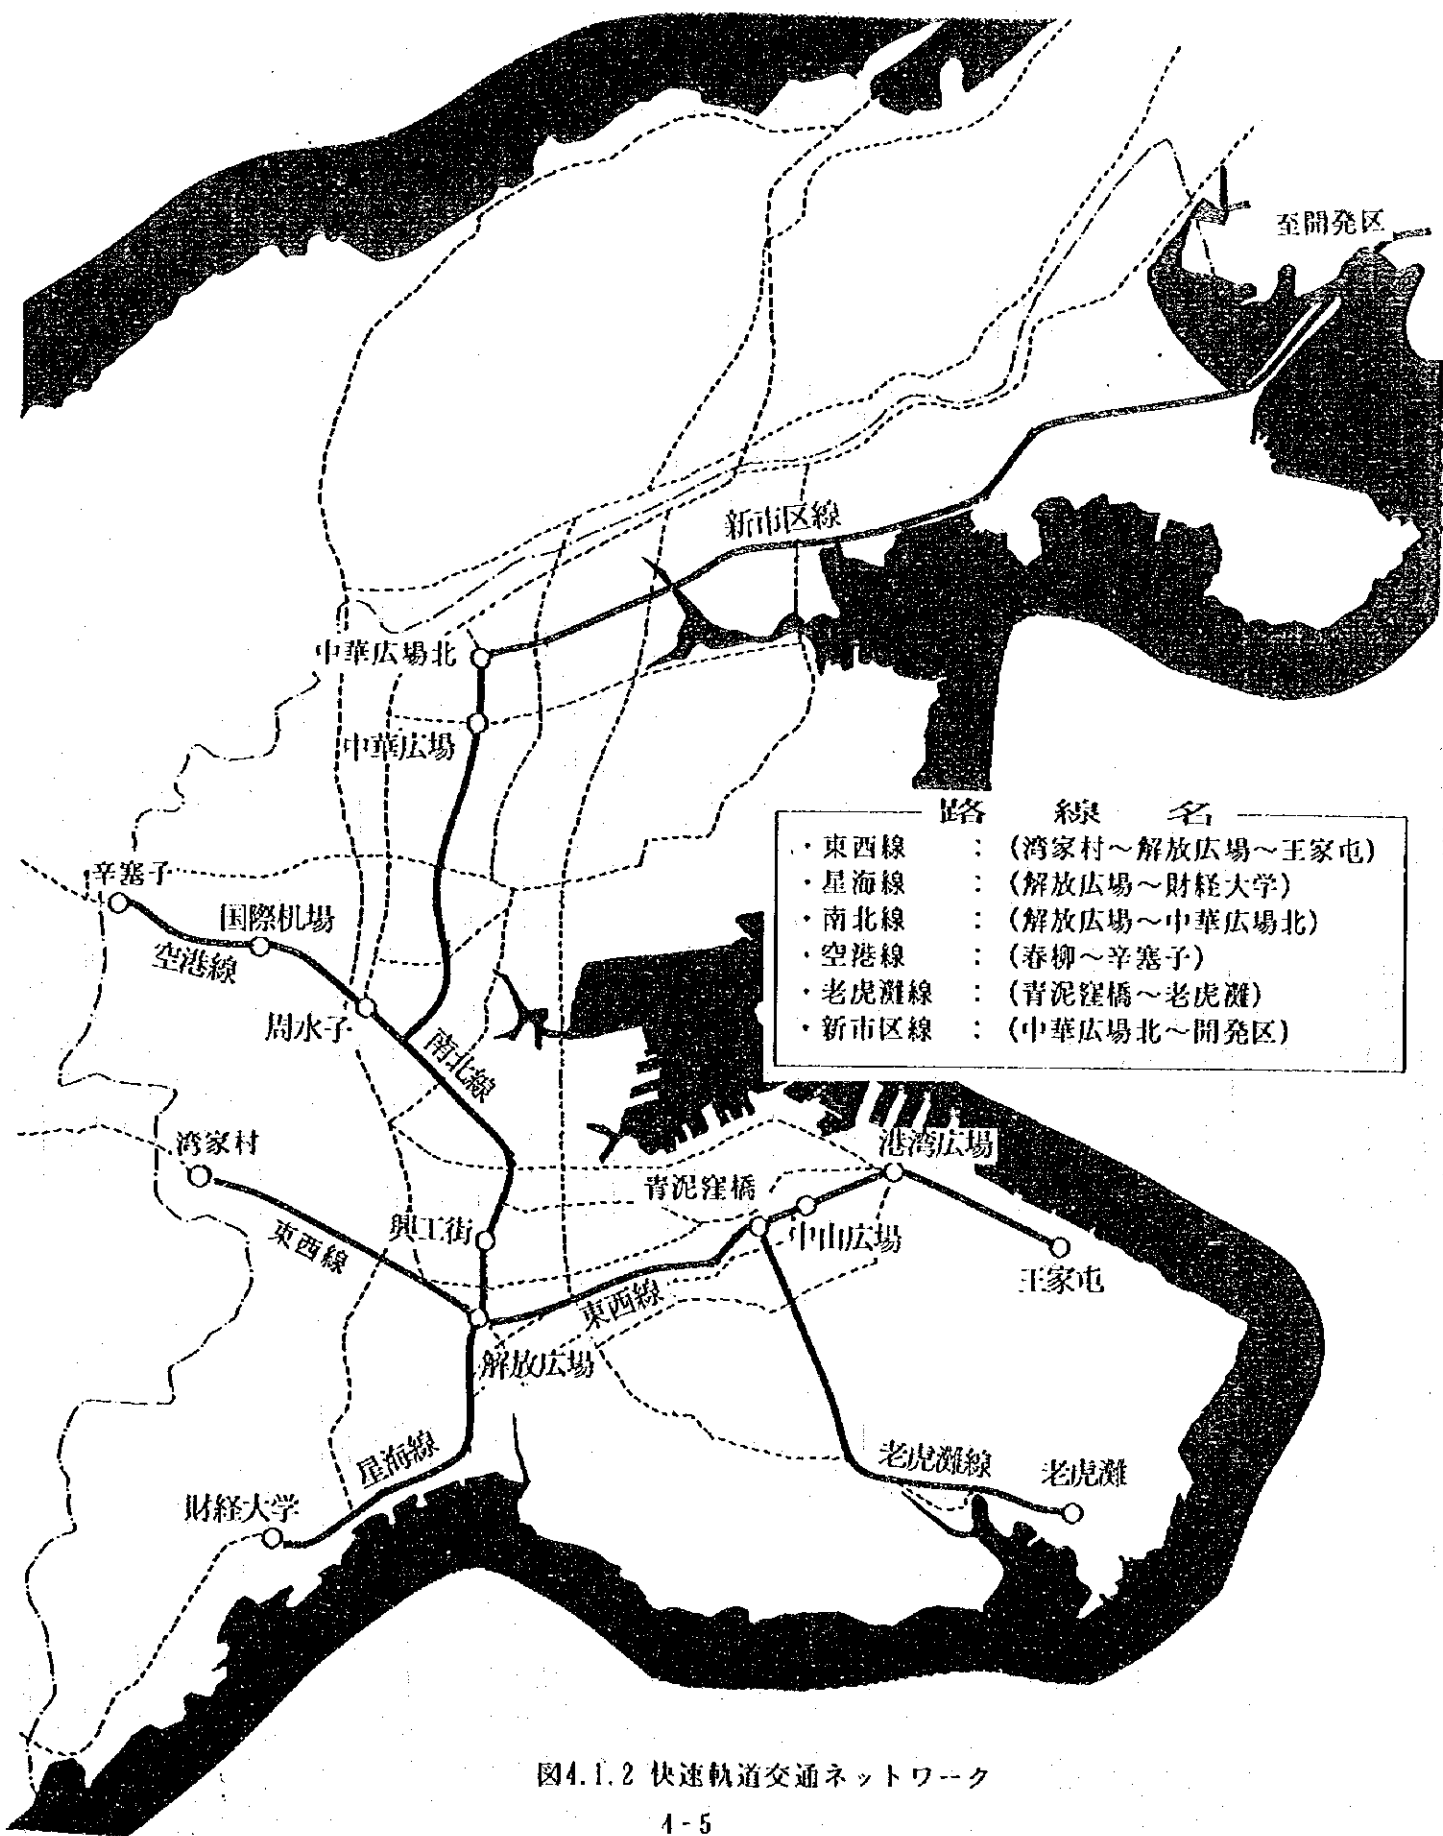 至開発区
新市区線
中華広場北
中華広場
路線名
・東西線 : (湾家村～解放広場～王家屯)
・星海線 : (解放広場～財経大学)
・南北線 : (解放広場～中華広場北)
・空港線 : (春柳～辛塞子)
・老虎灘線 : (青泥窪橋～老虎灘)
・新市区線 : (中華広場北～開発区)
辛塞子
国際机場
空港線
周水子
南北線
湾家村
港湾広場
青泥窪橋
東西線
興工街
中山広場
王家屯
東西線
解放広場
星海線
老虎灘線
老虎灘
財経大学
図4.1.2 快速軌道交通ネットワーク
4-5